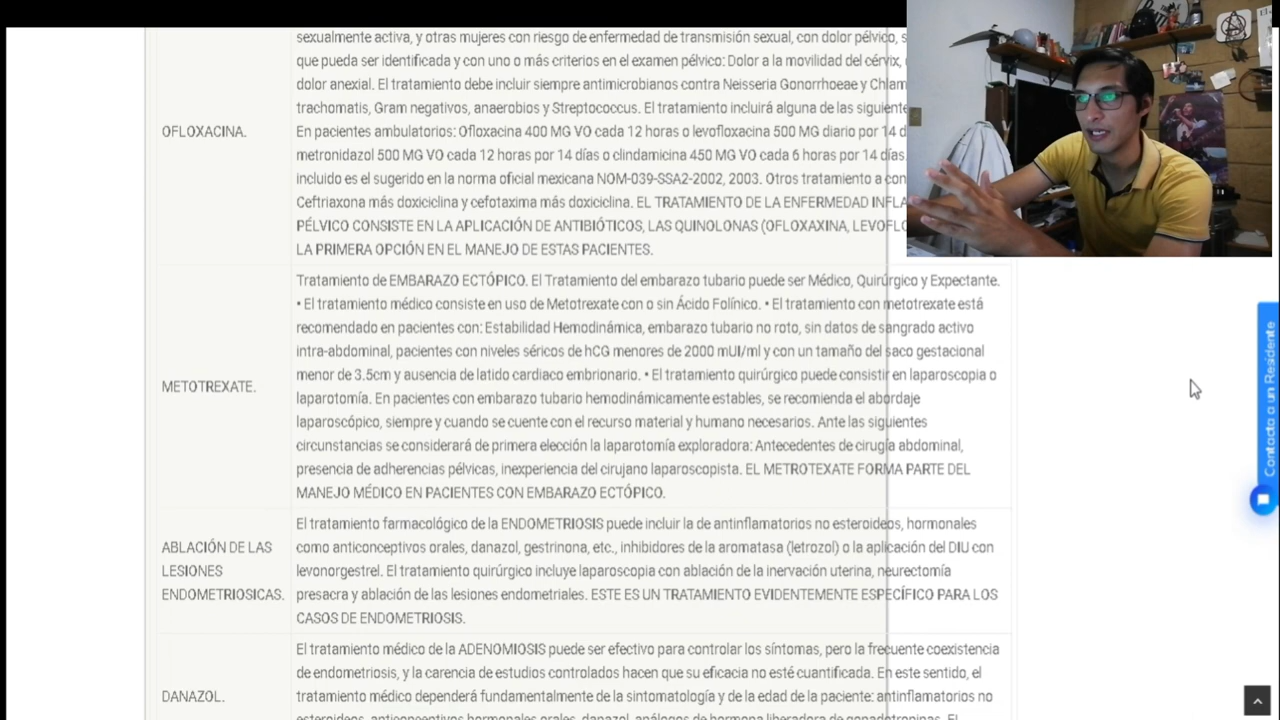 sexualmente activa, y otras mujeres con riesgo de enfermedad de transmisión sexual, con dolor pélvico,
que pueda ser identificada y con uno o más criterios en el examen pélvico: Dolor a la movilidad del cérvix,
dolor anexial. El tratamiento debe incluir siempre antimicrobianos contra Neisseria Gonorrhoeae y
trachomatis, Gram negativos, anaerobios y Streptococcus. El tratamiento incluirá alguna de las
OFLOXACINA.
En pacientes ambulatorios: Ofloxacina 400 MG VO cada 12 horas o levofloxacina 500 MG diario por 14
metronidazol 500 MG VO cada 12 horas por 14 días o clindamicina 450 MG VO cada 6 horas por 14 días.
incluido es el sugerido en la norma oficial mexicana NOM-039-SSA2-2002, 2003. Otros tratamiento a
Ceftriaxona más doxiciclina y cefotaxima más doxiciclina. EL TRATAMIENTO DE LA ENFERMEDAD
PÉLVICO CONSISTE EN LA APLICACIÓN DE ANTIBIÓTICOS, LAS QUINOLONAS (OFLOXAXINA,
LA PRIMERA OPCIÓN EN EL MANEJO DE ESTAS PACIENTES.
METOTREXATE.
Tratamiento de EMBARAZO ECTÓPICO. El Tratamiento del embarazo tubario puede ser Médico, Quirúrgico y Expectante.
• El tratamiento médico consiste en uso de Metotrexate con o sin Ácido Folínico. • El tratamiento con metotrexate está
recomendado en pacientes con: Estabilidad Hemodinámica, embarazo tubario no roto, sin datos de sangrado activo
intra-abdominal, pacientes con niveles séricos de hCG menores de 2000 mUI/ml y con un tamaño del saco gestacional
menor de 3.5cm y ausencia de latido cardiaco embrionario. • El tratamiento quirúrgico puede consistir en laparoscopia o
laparotomía. En pacientes con embarazo tubario hemodinámicamente estables, se recomienda el abordaje
laparoscópico, siempre y cuando se cuente con el recurso material y humano necesarios. Ante las siguientes
circunstancias se considerará de primera elección la laparotomía exploradora: Antecedentes de cirugía abdominal,
presencia de adherencias pélvicas, inexperiencia del cirujano laparoscopista. EL METROTEXATE FORMA PARTE DEL
MANEJO MÉDICO EN PACIENTES CON EMBARAZO ECTÓPICO.
ABLACIÓN DE LAS
LESIONES
ENDOMETRIOSICAS.
El tratamiento farmacológico de la ENDOMETRIOSIS puede incluir la de antinflamatorios no esteroideos, hormonales
como anticonceptivos orales, danazol, gestrinona, etc., inhibidores de la aromatasa (letrozol) o la aplicación del DIU con
levonorgestrel. El tratamiento quirúrgico incluye laparoscopia con ablación de la inervación uterina, neurectomía
presacra y ablación de las lesiones endometriales. ESTE ES UN TRATAMIENTO EVIDENTEMENTE ESPECÍFICO PARA LOS
CASOS DE ENDOMETRIOSIS.
DANAZOL.
El tratamiento médico de la ADENOMIOSIS puede ser efectivo para controlar los síntomas, pero la frecuente coexistencia
de endometriosis, y la carencia de estudios controlados hacen que su eficacia no esté cuantificada. En este sentido, el
tratamiento médico dependerá fundamentalmente de la sintomatología y de la edad de la paciente: antinflamatorios no
esteroideos, anticonceptivos hormonales orales, danazol, análogos de hormona liberadora de gonadotropinas. El
Contacta a un Residente